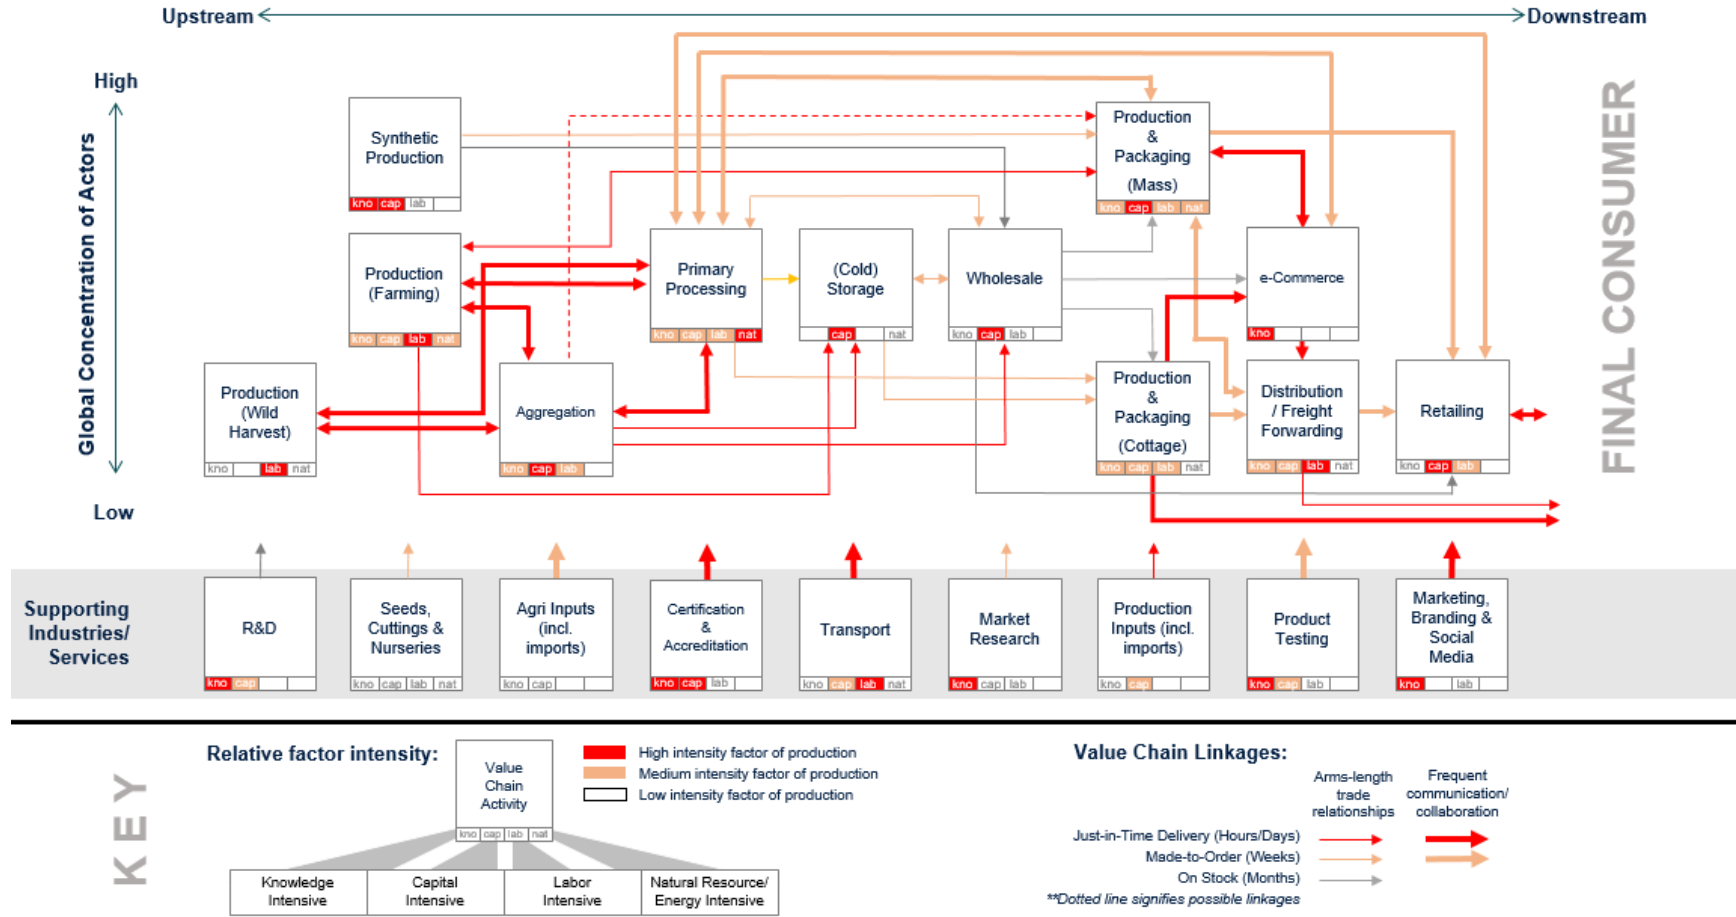 Upstream
Downstream
High
Global Concentration of Actors
Low
FINAL CONSUMER
Synthetic
Production
kno cap lab
Production
(Farming)
kno cap lab nat
Production
(Wild
Harvest)
kno lab nat
Aggregation
kno cap lab
Primary
Processing
kno cap lab nat
(Cold)
Storage
cap nat
Wholesale
kno cap lab
Production
&
Packaging
(Mass)
kno cap lab nat
Production
&
Packaging
(Cottage)
kno cap lab nat
e-Commerce
kno
Distribution
/ Freight
Forwarding
kno cap lab nat
Retailing
kno cap lab
Supporting
Industries/
Services
R&D
kno cap
Seeds,
Cuttings &
Nurseries
kno cap lab nat
Agri Inputs
(incl.
imports)
kno cap
Certification
&
Accreditation
kno cap lab
Transport
kno cap lab nat
Market
Research
kno cap lab
Production
Inputs (incl.
imports)
kno cap
Product
Testing
kno cap lab
Marketing,
Branding &
Social
Media
kno lab
KEY
Relative factor intensity:
Value
Chain
Activity
kno cap lab nat
Knowledge
Intensive
Capital
Intensive
Labor
Intensive
Natural Resource/
Energy Intensive
High intensity factor of production
Medium intensity factor of production
Low intensity factor of production
Value Chain Linkages:
Arms-length
trade
relationships
Frequent
communication/
collaboration
Just-in-Time Delivery (Hours/Days)
Made-to-Order (Weeks)
On Stock (Months)
**Dotted line signifies possible linkages